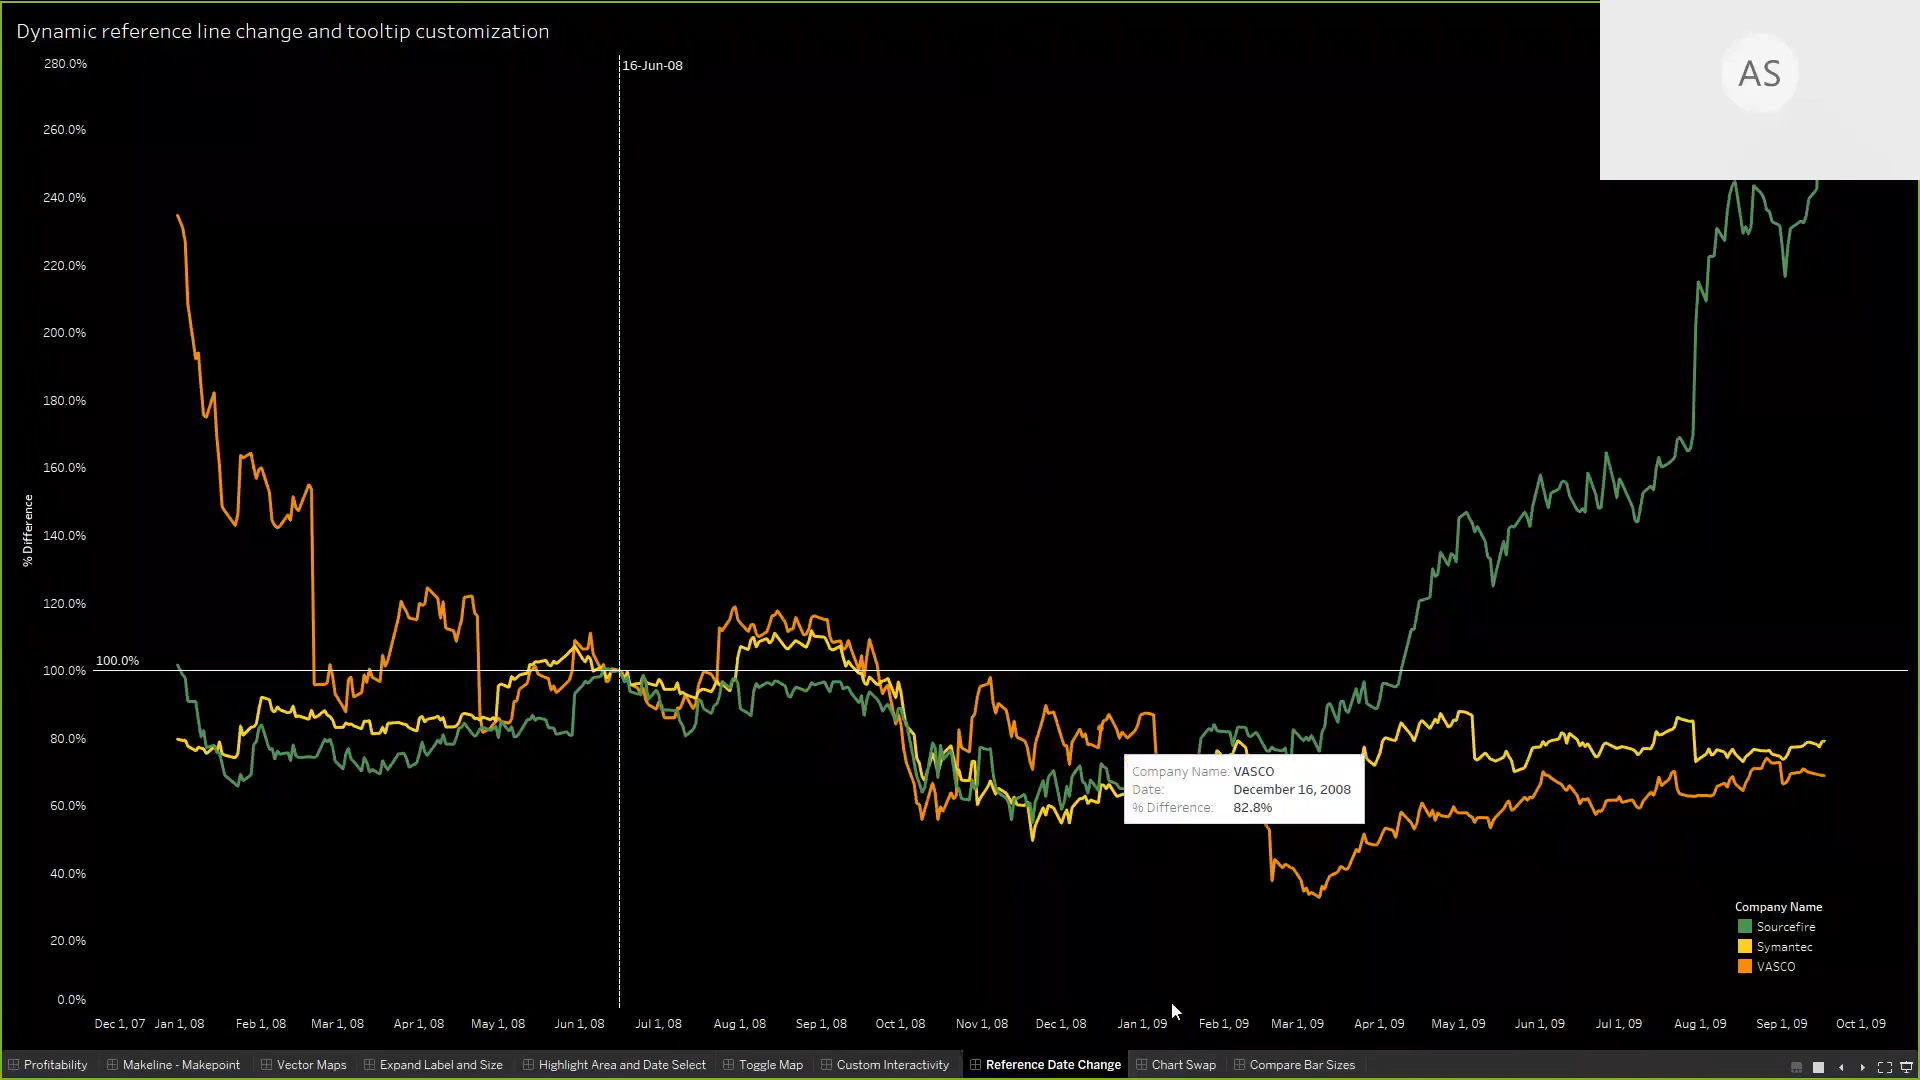 Dynamic reference line change and tooltip customization
AS
280.0%
16-Jun-08
260.0%
240.0%
220.0%
200.0%
180.0%
160.0%
140.0%
120.0%
100.0%
100.0%
80.0%
60.0%
40.0%
20.0%
0.0%
% Difference
Company Name: VASCO
Date: December 16, 2008
% Difference: 82.8%
Company Name
Sourcefire
Symantec
VASCO
Dec 1, 07 Jan 1, 08 Feb 1, 08 Mar 1, 08 Apr 1, 08 May 1, 08 Jun 1, 08 Jul 1, 08 Aug 1, 08 Sep 1, 08 Oct 1, 08 Nov 1, 08 Dec 1, 08 Jan 1, 09 Feb 1, 09 Mar 1, 09 Apr 1, 09 May 1, 09 Jun 1, 09 Jul 1, 09 Aug 1, 09 Sep 1, 09 Oct 1, 09
Profitability Makeline - Makepoint Vector Maps Expand Label and Size Highlight Area and Date Select Toggle Map Custom Interactivity Reference Date Change Chart Swap Compare Bar Sizes